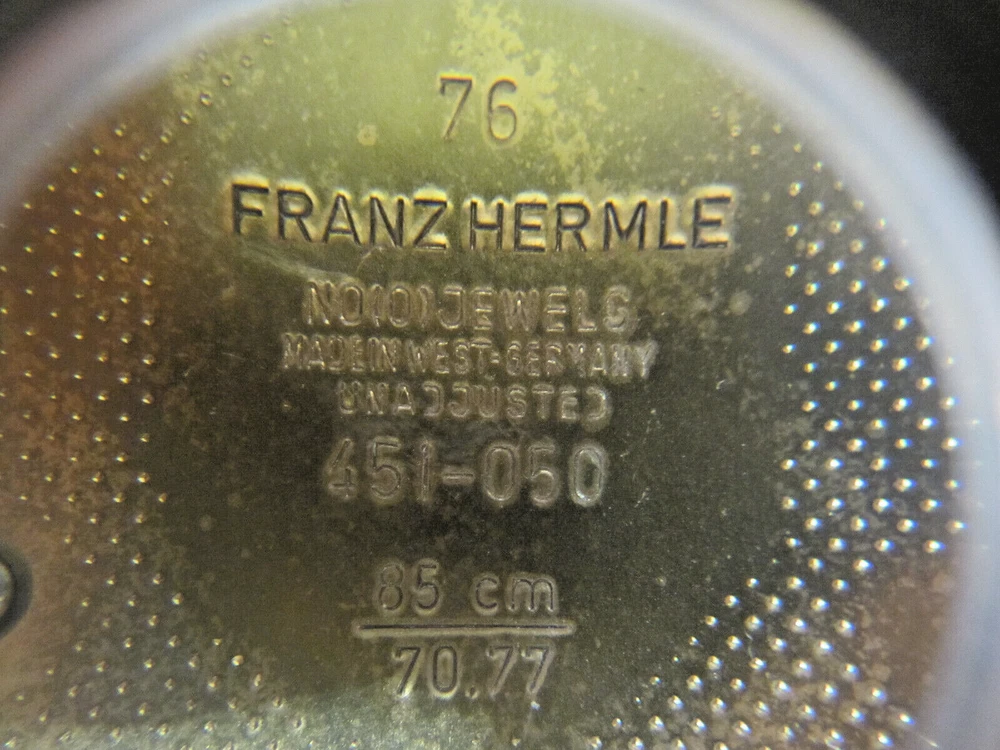 76
FRANZ HERMLE
NO(0)JEWELS
MADE IN WEST-GERMANY
UNADJUSTED
451-050
85 cm
70.77